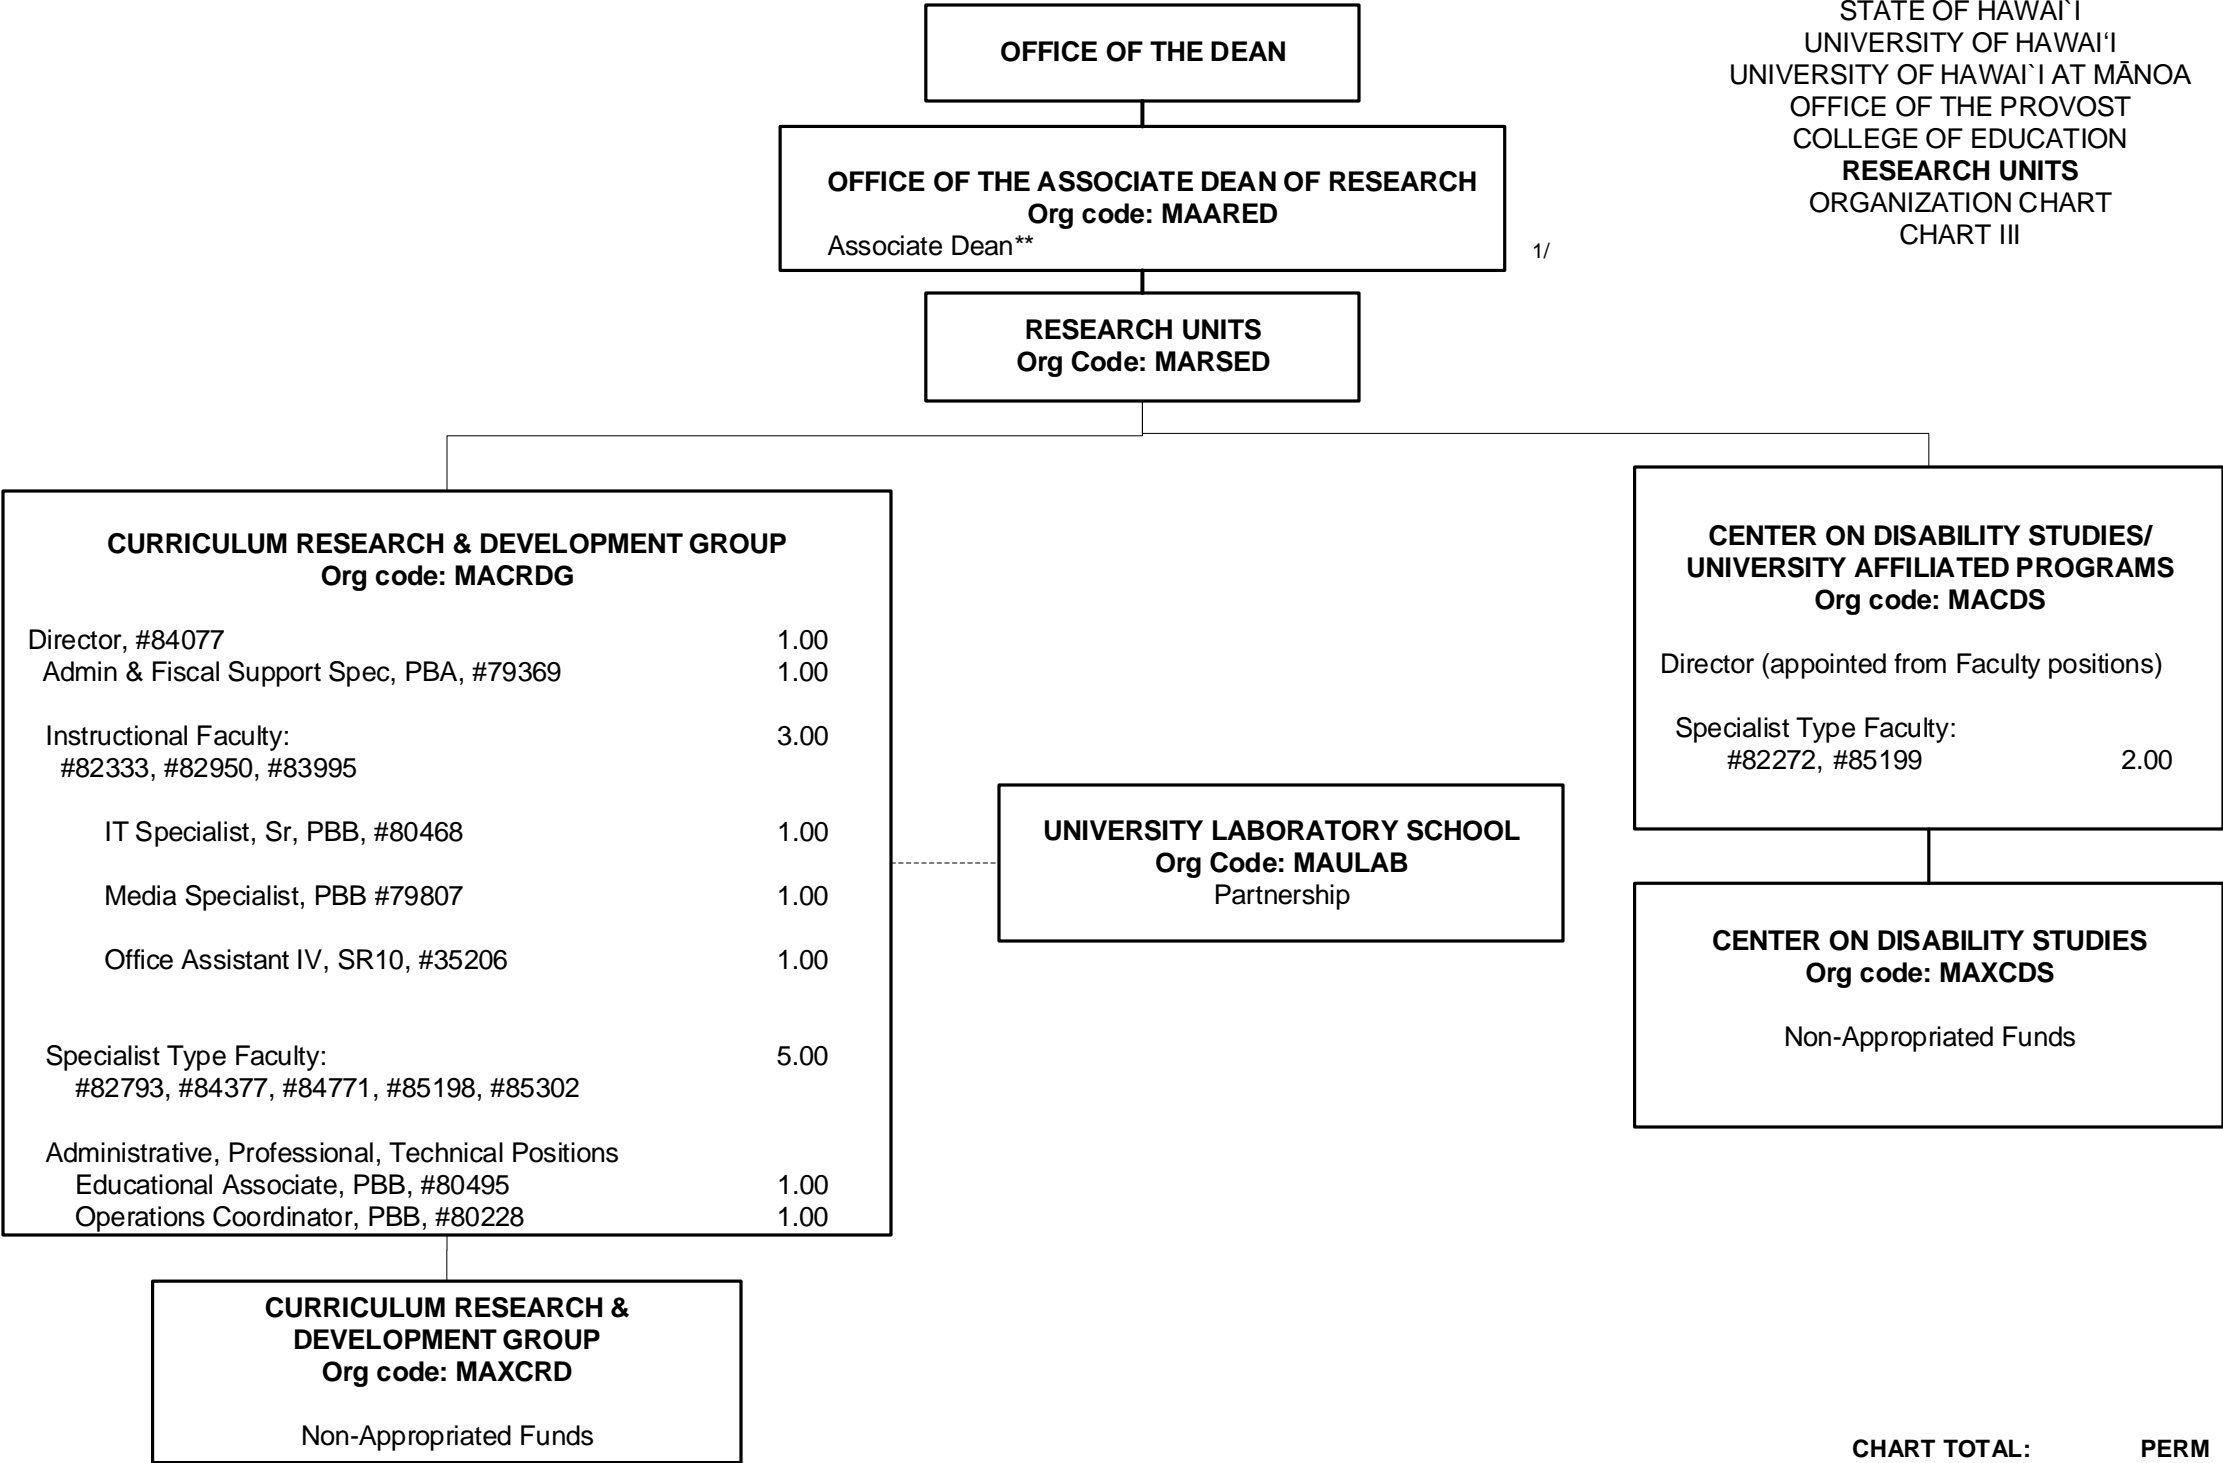 STATE OF HAWAI`I
UNIVERSITY OF HAWAI‘I
UNIVERSITY OF HAWAI`I AT MĀNOA
OFFICE OF THE PROVOST
COLLEGE OF EDUCATION
RESEARCH UNITS
ORGANIZATION CHART
CHART III
OFFICE OF THE DEAN
OFFICE OF THE ASSOCIATE DEAN OF RESEARCH
Org code: MAARED
Associate Dean**
1/
RESEARCH UNITS
Org Code: MARSED
CURRICULUM RESEARCH & DEVELOPMENT GROUP
Org code: MACRDG
Director, #84077 1.00
Admin & Fiscal Support Spec, PBA, #79369 1.00
Instructional Faculty: 3.00
#82333, #82950, #83995
IT Specialist, Sr, PBB, #80468 1.00
Media Specialist, PBB #79807 1.00
Office Assistant IV, SR10, #35206 1.00
Specialist Type Faculty: 5.00
#82793, #84377, #84771, #85198, #85302
Administrative, Professional, Technical Positions
Educational Associate, PBB, #80495 1.00
Operations Coordinator, PBB, #80228 1.00
CURRICULUM RESEARCH &
DEVELOPMENT GROUP
Org code: MAXCRD
Non-Appropriated Funds
UNIVERSITY LABORATORY SCHOOL
Org Code: MAULAB
Partnership
CENTER ON DISABILITY STUDIES/
UNIVERSITY AFFILIATED PROGRAMS
Org code: MACDS
Director (appointed from Faculty positions)
Specialist Type Faculty:
#82272, #85199 2.00
CENTER ON DISABILITY STUDIES
Org code: MAXCDS
Non-Appropriated Funds
CHART TOTAL: PERM